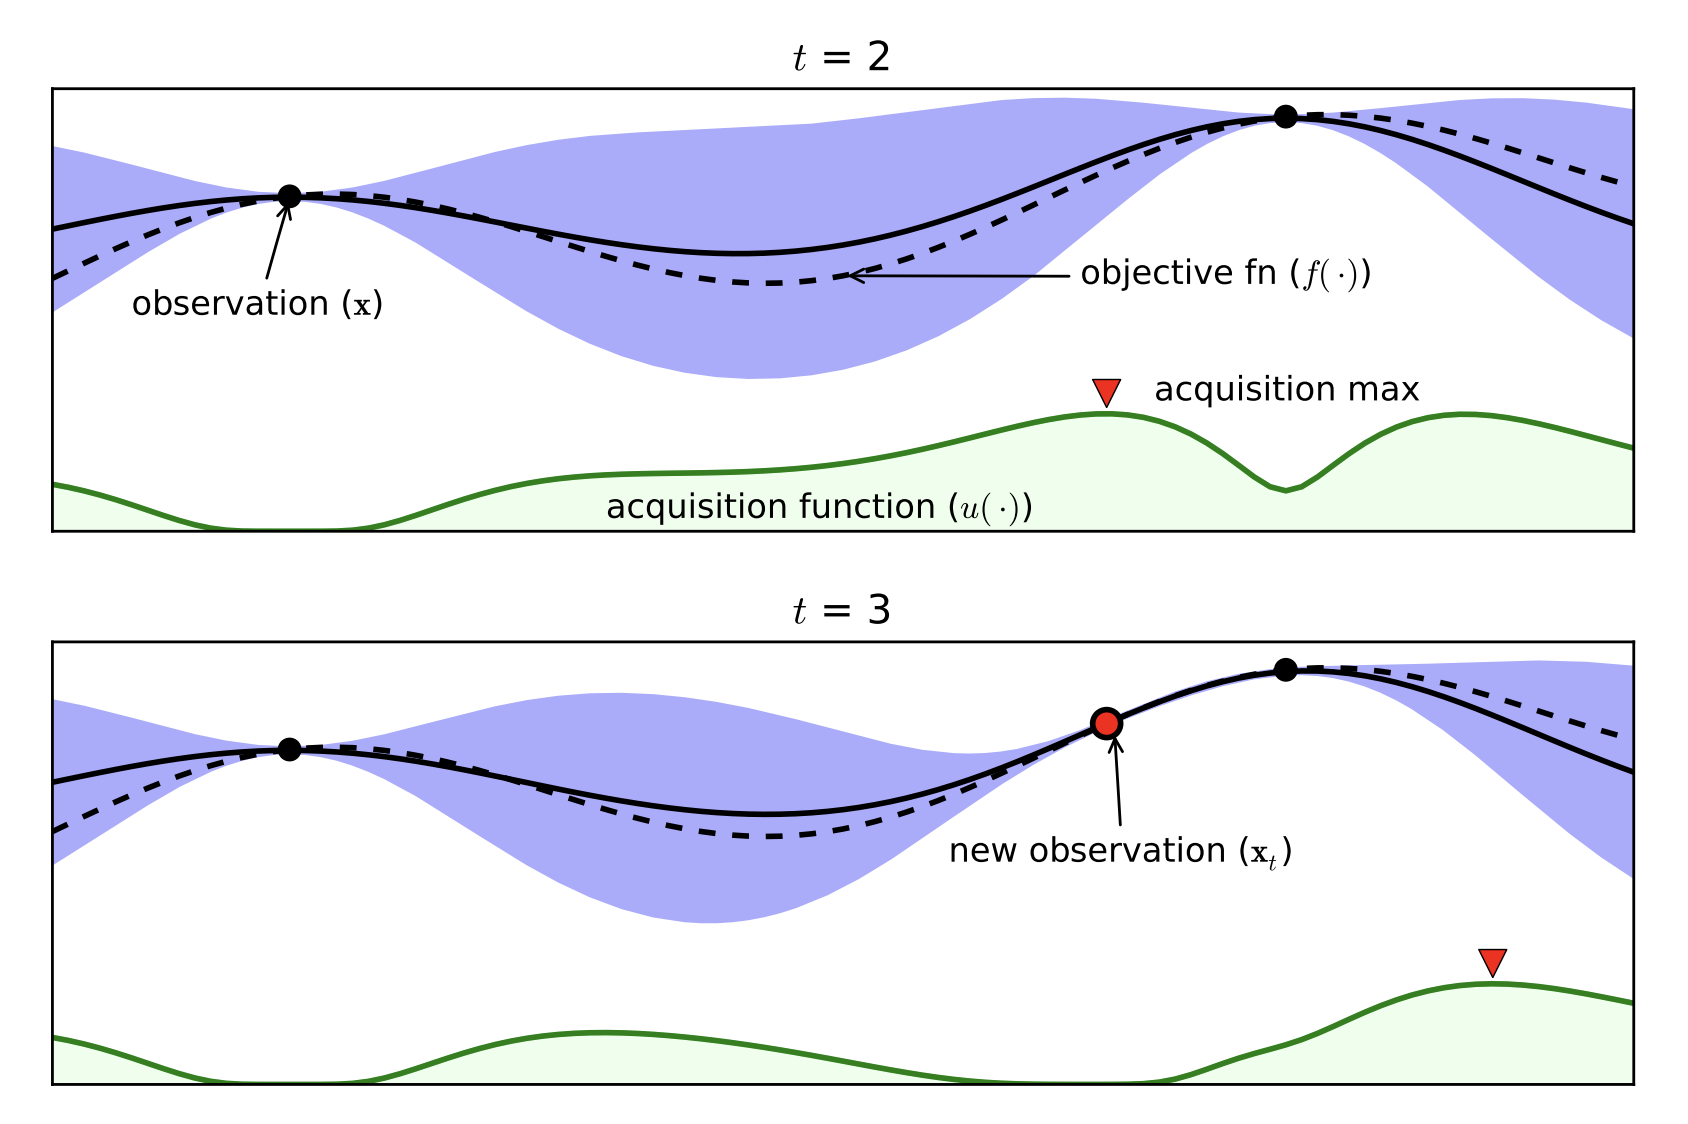 t = 2
observation (x)
objective fn (f(·))
acquisition max
acquisition function (u(·))
t = 3
new observation (xₜ)